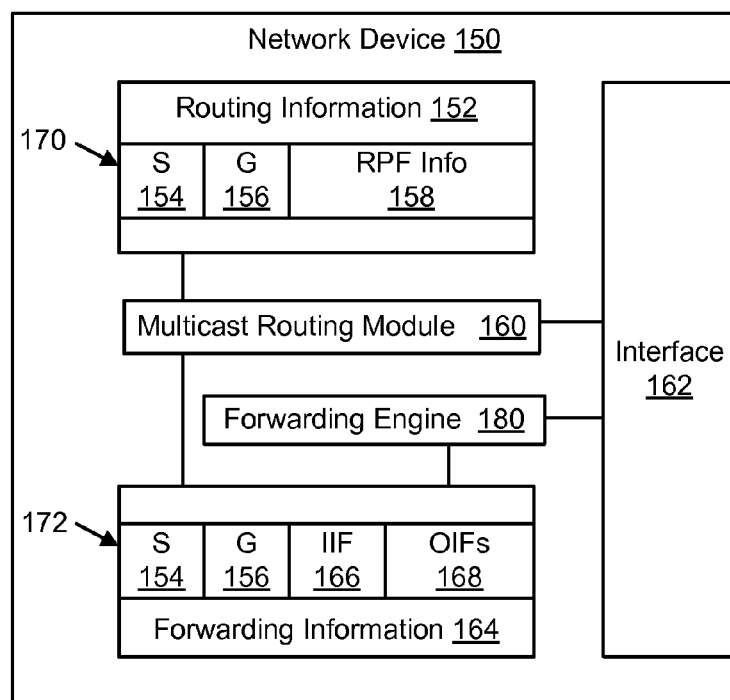 Network Device 150
Routing Information 152
170
S G RPF Info
154 156 158
Multicast Routing Module 160
Interface
162
Forwarding Engine 180
172
S G IIF OIFs
154 156 166 168
Forwarding Information 164